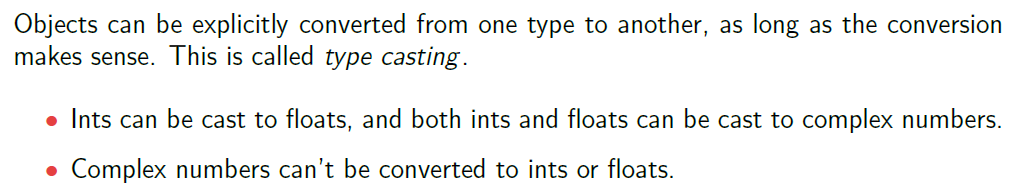 Objects can be explicitly converted from one type to another, as long as the conversion
makes sense. This is called type casting.
• Ints can be cast to floats, and both ints and floats can be cast to complex numbers.
• Complex numbers can't be converted to ints or floats.